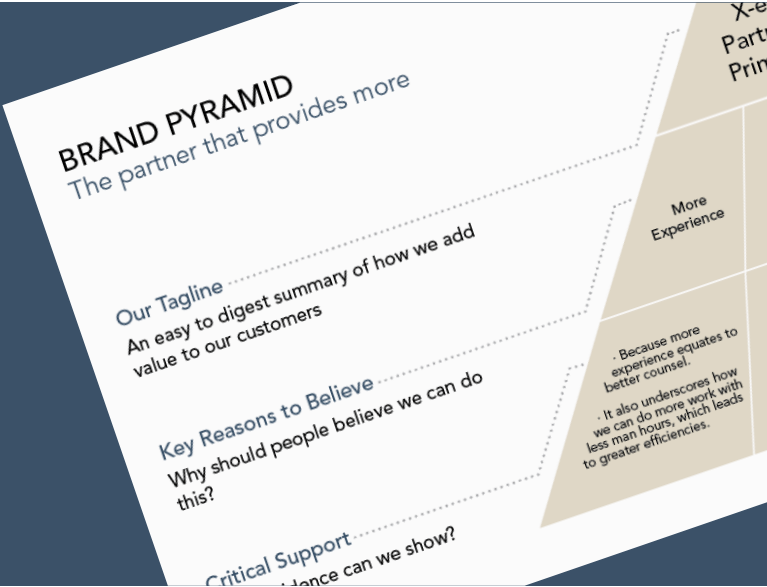 BRAND PYRAMID
The partner that provides more
Our Tagline
An easy to digest summary of how we add
value to our customers
Key Reasons to Believe
Why should people believe we can do
this?
Critical Support
can we show?
More
Experience
· Because more
experience equates to
better counsel.
· It also underscores how
we can do more work with
less man hours, which leads
to greater efficiencies.